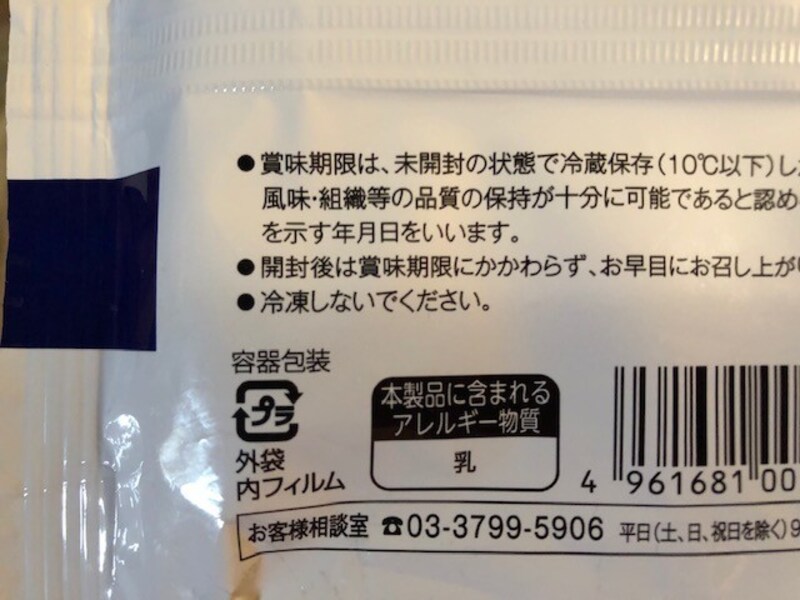 ●賞味期限は、未開封の状態で冷蔵保存(10℃以下)し
風味・組織等の品質の保持が十分に可能であると認め
を示す年月日をいいます。
●開封後は賞味期限にかかわらず、お早目にお召し上が
●冷凍しないでください。
容器包装
プラ
外袋
内フィルム
本製品に含まれる
アレルギー物質
乳
4 961681 00
お客様相談室 ☎03-3799-5906 平日(土、日、祝日を除く)9